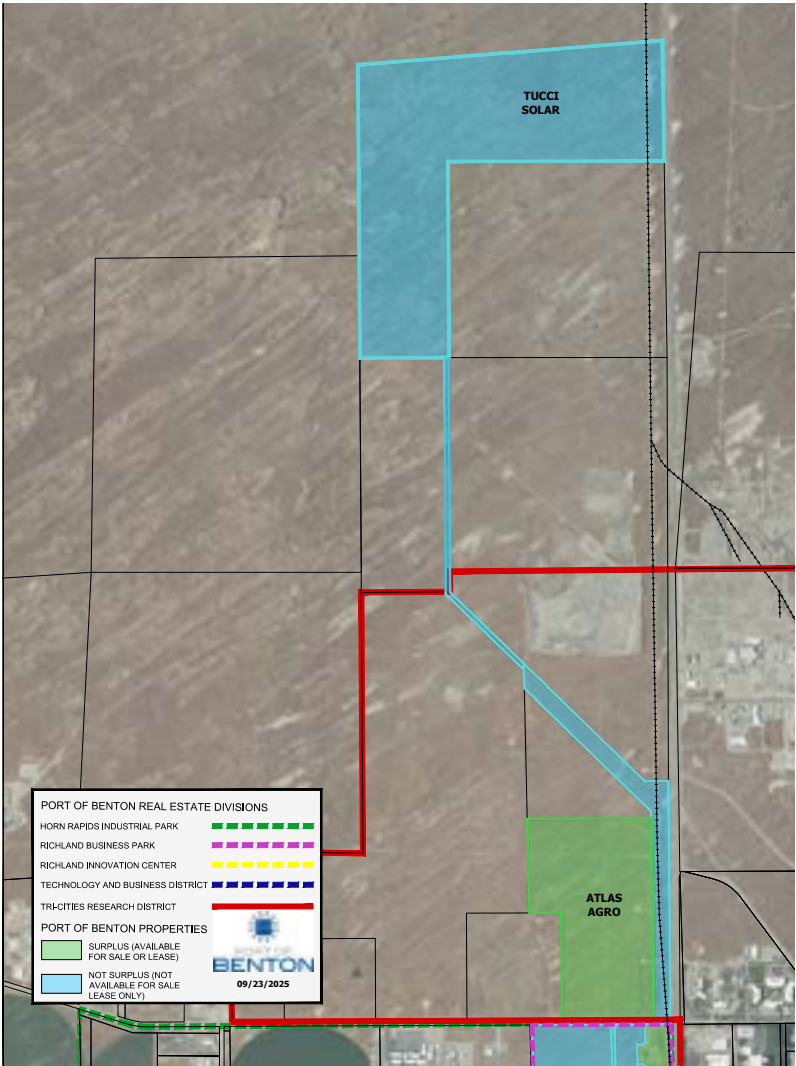 TUCCI
SOLAR
ATLAS
AGRO
PORT OF BENTON REAL ESTATE DIVISIONS
HORN RAPIDS INDUSTRIAL PARK
RICHLAND BUSINESS PARK
RICHLAND INNOVATION CENTER
TECHNOLOGY AND BUSINESS DISTRICT
TRI-CITIES RESEARCH DISTRICT
PORT OF BENTON PROPERTIES
SURPLUS (AVAILABLE
FOR SALE OR LEASE)
NOT SURPLUS (NOT
AVAILABLE FOR SALE
LEASE ONLY)
PORT OF
BENTON
09/23/2025